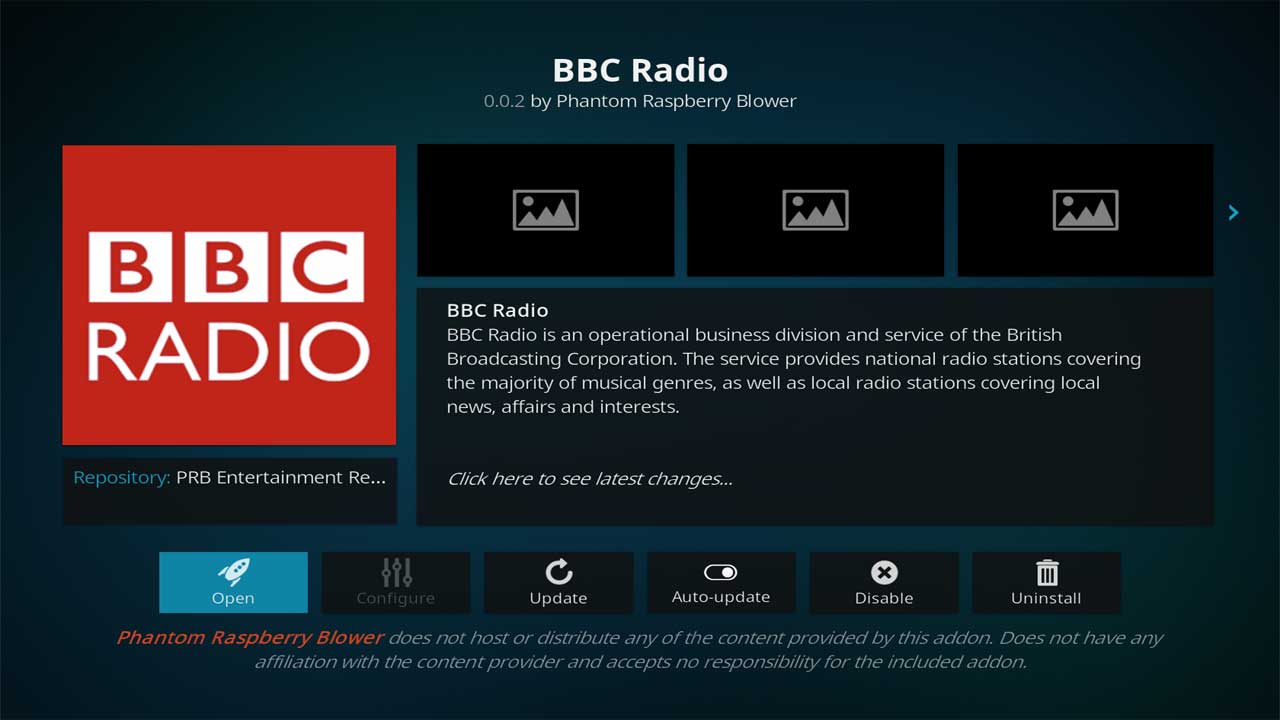 BBC Radio
0.0.2 by Phantom Raspberry Blower
BBC
RADIO
Repository: PRB Entertainment Re...
BBC Radio
BBC Radio is an operational business division and service of the British
Broadcasting Corporation. The service provides national radio stations covering
the majority of musical genres, as well as local radio stations covering local
news, affairs and interests.
Click here to see latest changes...
Open
Configure
Update
Auto-update
Disable
Uninstall
Phantom Raspberry Blower does not host or distribute any of the content provided by this addon. Does not have any
affiliation with the content provider and accepts no responsibility for the included addon.